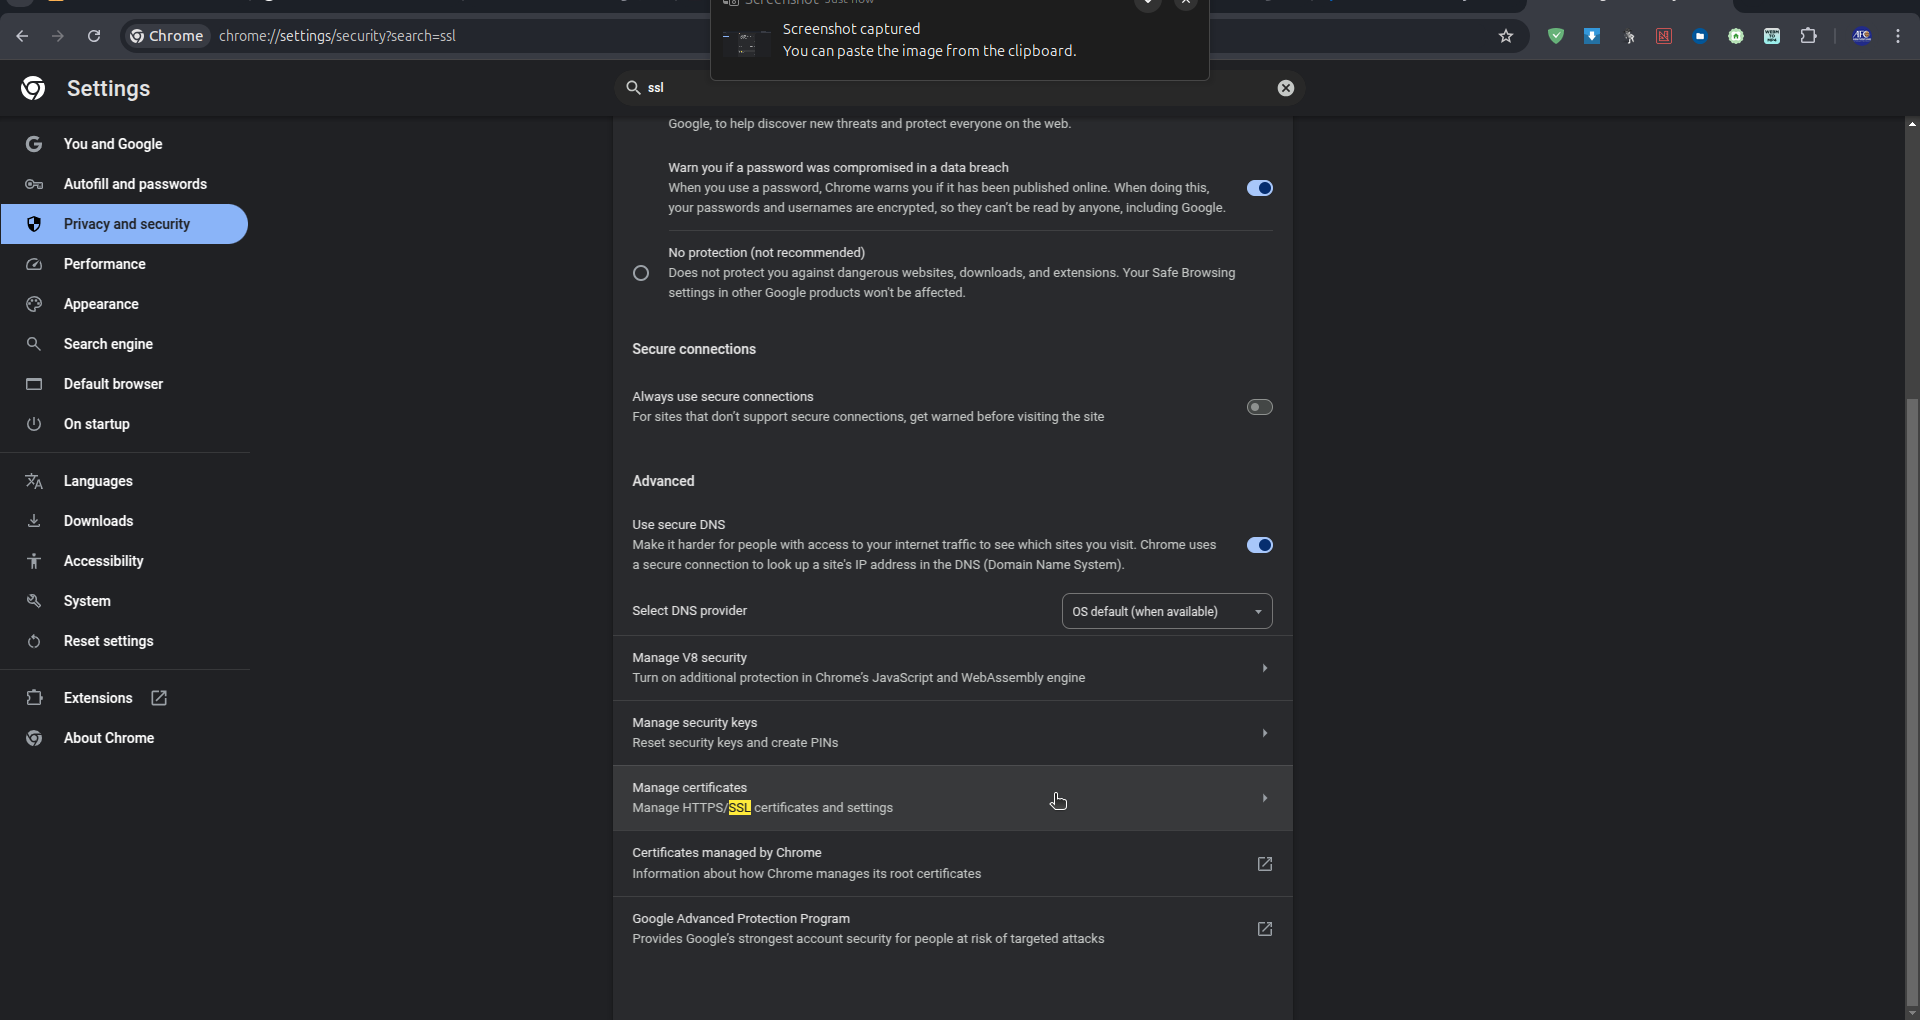 Screenshot Just now
Screenshot captured
You can paste the image from the clipboard.
Chrome
chrome://settings/security?search=ssl
Settings
ssl
You and Google
Autofill and passwords
Privacy and security
Performance
Appearance
Search engine
Default browser
On startup
Languages
Downloads
Accessibility
System
Reset settings
Extensions
About Chrome
Google, to help discover new threats and protect everyone on the web.
Warn you if a password was compromised in a data breach
When you use a password, Chrome warns you if it has been published online. When doing this,
your passwords and usernames are encrypted, so they can't be read by anyone, including Google.
No protection (not recommended)
Does not protect you against dangerous websites, downloads, and extensions. Your Safe Browsing
settings in other Google products won't be affected.
Secure connections
Always use secure connections
For sites that don't support secure connections, get warned before visiting the site
Advanced
Use secure DNS
Make it harder for people with access to your internet traffic to see which sites you visit. Chrome uses
a secure connection to look up a site's IP address in the DNS (Domain Name System).
Select DNS provider
OS default (when available)
Manage V8 security
Turn on additional protection in Chrome's JavaScript and WebAssembly engine
Manage security keys
Reset security keys and create PINs
Manage certificates
Manage HTTPS/SSL certificates and settings
Certificates managed by Chrome
Information about how Chrome manages its root certificates
Google Advanced Protection Program
Provides Google's strongest account security for people at risk of targeted attacks